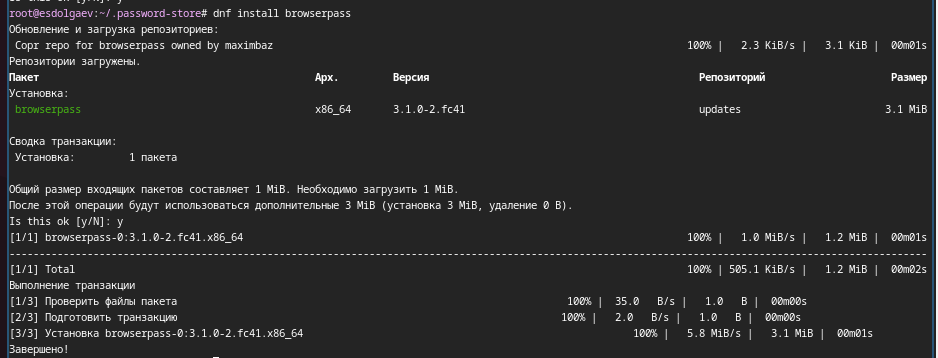 root@esdolgaev:~/.password-store# dnf install browserpass
Обновление и загрузка репозиториев:
Copr repo for browserpass owned by maximbaz 100% | 2.3 KiB/s | 3.1 KiB | 00m01s
Репозитории загружены.
Пакет Арх. Версия Репозиторий Размер
Установка:
browserpass x86_64 3.1.0-2.fc41 updates 3.1 MiB
Сводка транзакции:
Установка: 1 пакета
Общий размер входящих пакетов составляет 1 MiB. Необходимо загрузить 1 MiB.
После этой операции будут использоваться дополнительные 3 MiB (установка 3 MiB, удаление 0 B).
Is this ok [y/N]: y
[1/1] browserpass-0:3.1.0-2.fc41.x86_64 100% | 1.0 MiB/s | 1.2 MiB | 00m01s
--------------------------------------------------------------------------------
[1/1] Total 100% | 505.1 KiB/s | 1.2 MiB | 00m02s
Выполнение транзакции
[1/3] Проверить файлы пакета 100% | 35.0 B/s | 1.0 B | 00m00s
[2/3] Подготовить транзакцию 100% | 2.0 B/s | 1.0 B | 00m00s
[3/3] Установка browserpass-0:3.1.0-2.fc41.x86_64 100% | 5.8 MiB/s | 3.1 MiB | 00m01s
Завершено!